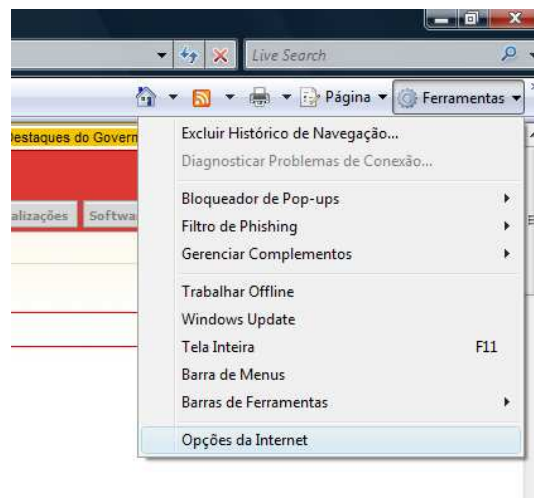 Live Search
Página Ferramentas
Destaques do Govern
Excluir Histórico de Navegação...
Diagnosticar Problemas de Conexão...
alizações Softwa
Bloqueador de Pop-ups
Filtro de Phishing
Gerenciar Complementos
Trabalhar Offline
Windows Update
Tela Inteira F11
Barra de Menus
Barras de Ferramentas
Opções da Internet